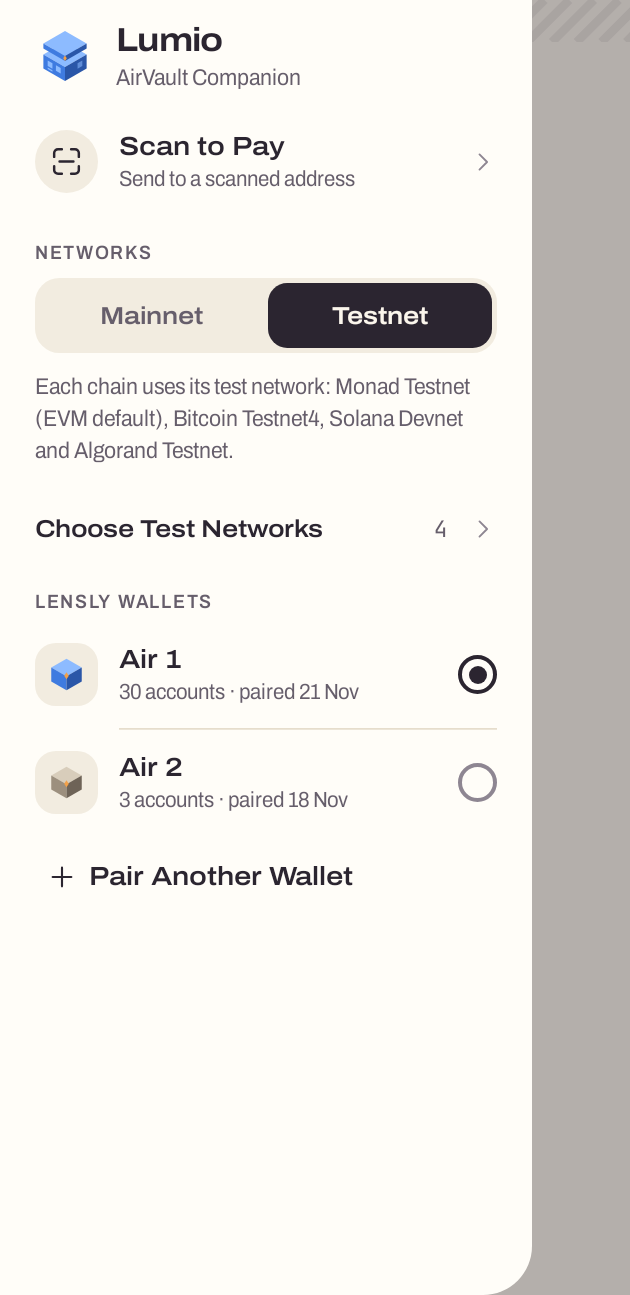 Lumio
AirVault Companion
Scan to Pay
Send to a scanned address
NETWORKS
Mainnet
Testnet
Each chain uses its test network: Monad Testnet
(EVM default), Bitcoin Testnet4, Solana Devnet
and Algorand Testnet.
Choose Test Networks 4
LENSLY WALLETS
Air 1
30 accounts · paired 21 Nov
Air 2
3 accounts · paired 18 Nov
Pair Another Wallet